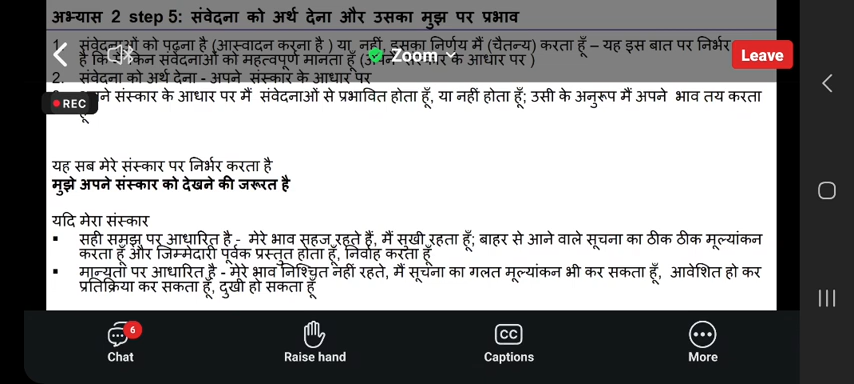 अभ्यास 2 step 5: संवेदना को अर्थ देना और उसका मुझ पर प्रभाव
1. संवेदनाओं को पढ़ना है (आस्वादन करना है ) या नहीं, इसका निर्णय मैं (चैतन्य) करता हूँ – यह इस बात पर निर्भर
है कि मैं किन संवेदनाओं को महत्वपूर्ण मानता हूँ (अपने संस्कार के आधार पर )
Zoom
Leave
2. संवेदना को अर्थ देना - अपने संस्कार के आधार पर
REC
अपने संस्कार के आधार पर मैं संवेदनाओं से प्रभावित होता हूँ, या नहीं होता हूँ; उसी के अनुरूप मैं अपने भाव तय करता
हूँ
यह सब मेरे संस्कार पर निर्भर करता है
मुझे अपने संस्कार को देखने की जरूरत है
यदि मेरा संस्कार
▪ सही समझ पर आधारित है - मेरे भाव सहज रहते हैं, मैं सुखी रहता हूँ; बाहर से आने वाले सूचना का ठीक ठीक मूल्यांकन
करता हूँ और जिम्मेदारी पूर्वक प्रस्तुत होता हूँ, निर्वाह करता हूँ
▪ मान्यता पर आधारित है - मेरे भाव निश्चित नहीं रहते, मैं सूचना का गलत मूल्यांकन भी कर सकता हूँ, आवेशित हो कर
प्रतिक्रिया कर सकता हूँ, दुखी हो सकता हूँ
6
CC
Chat
Raise hand
Captions
More